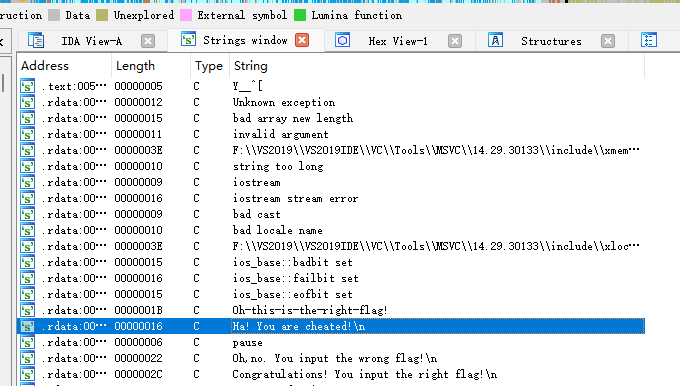 ruction Data Unexplored External symbol Lumina function
IDA View-A Strings window Hex View-1 Structures
Address Length Type String
.text:005··· 00000005 C Y__^[
.rdata:00··· 00000012 C Unknown exception
.rdata:00··· 00000015 C bad array new length
.rdata:00··· 00000011 C invalid argument
.rdata:00··· 0000003E C F:\\VS2019\\VS2019IDE\\VC\\Tools\\MSVC\\14.29.30133\\include\\xmem···
.rdata:00··· 00000010 C string too long
.rdata:00··· 00000009 C iostream
.rdata:00··· 00000016 C iostream stream error
.rdata:00··· 00000009 C bad cast
.rdata:00··· 00000010 C bad locale name
.rdata:00··· 0000003E C F:\\VS2019\\VS2019IDE\\VC\\Tools\\MSVC\\14.29.30133\\include\\xloc···
.rdata:00··· 00000015 C ios_base::badbit set
.rdata:00··· 00000016 C ios_base::failbit set
.rdata:00··· 00000015 C ios_base::eofbit set
.rdata:00··· 0000001B C Oh-this-is-the-right-flag!
.rdata:00··· 00000016 C Ha! You are cheated!\n
.rdata:00··· 00000006 C pause
.rdata:00··· 00000022 C Oh,no. You input the wrong flag!\n
.rdata:00··· 0000002C C Congratulations! You input the right flag!\n